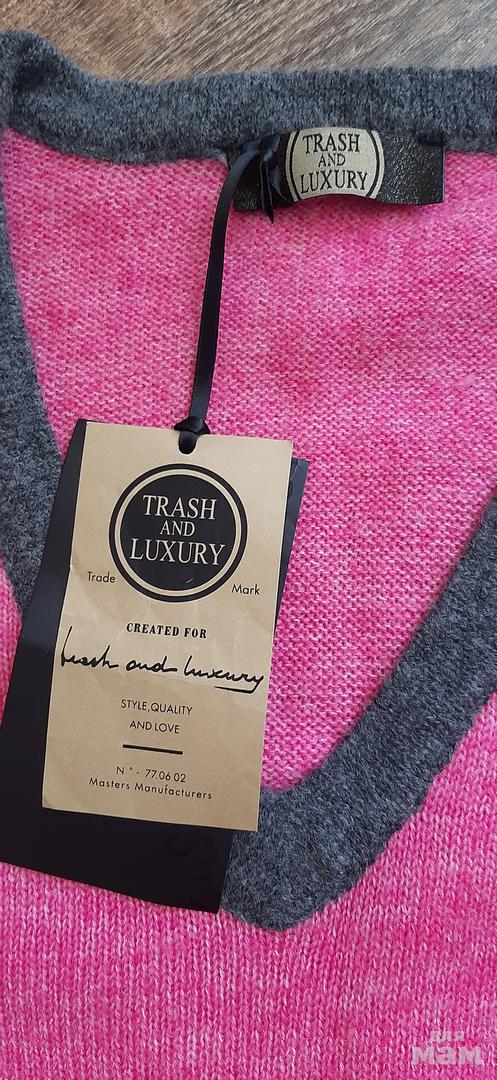 TRASH
AND
LUXURY
TRASH
AND
LUXURY
Trade Mark
CREATED FOR
trash and luxury
STYLE,QUALITY
AND LOVE
N° - 77.06 02
Masters Manufacturers
для
мам